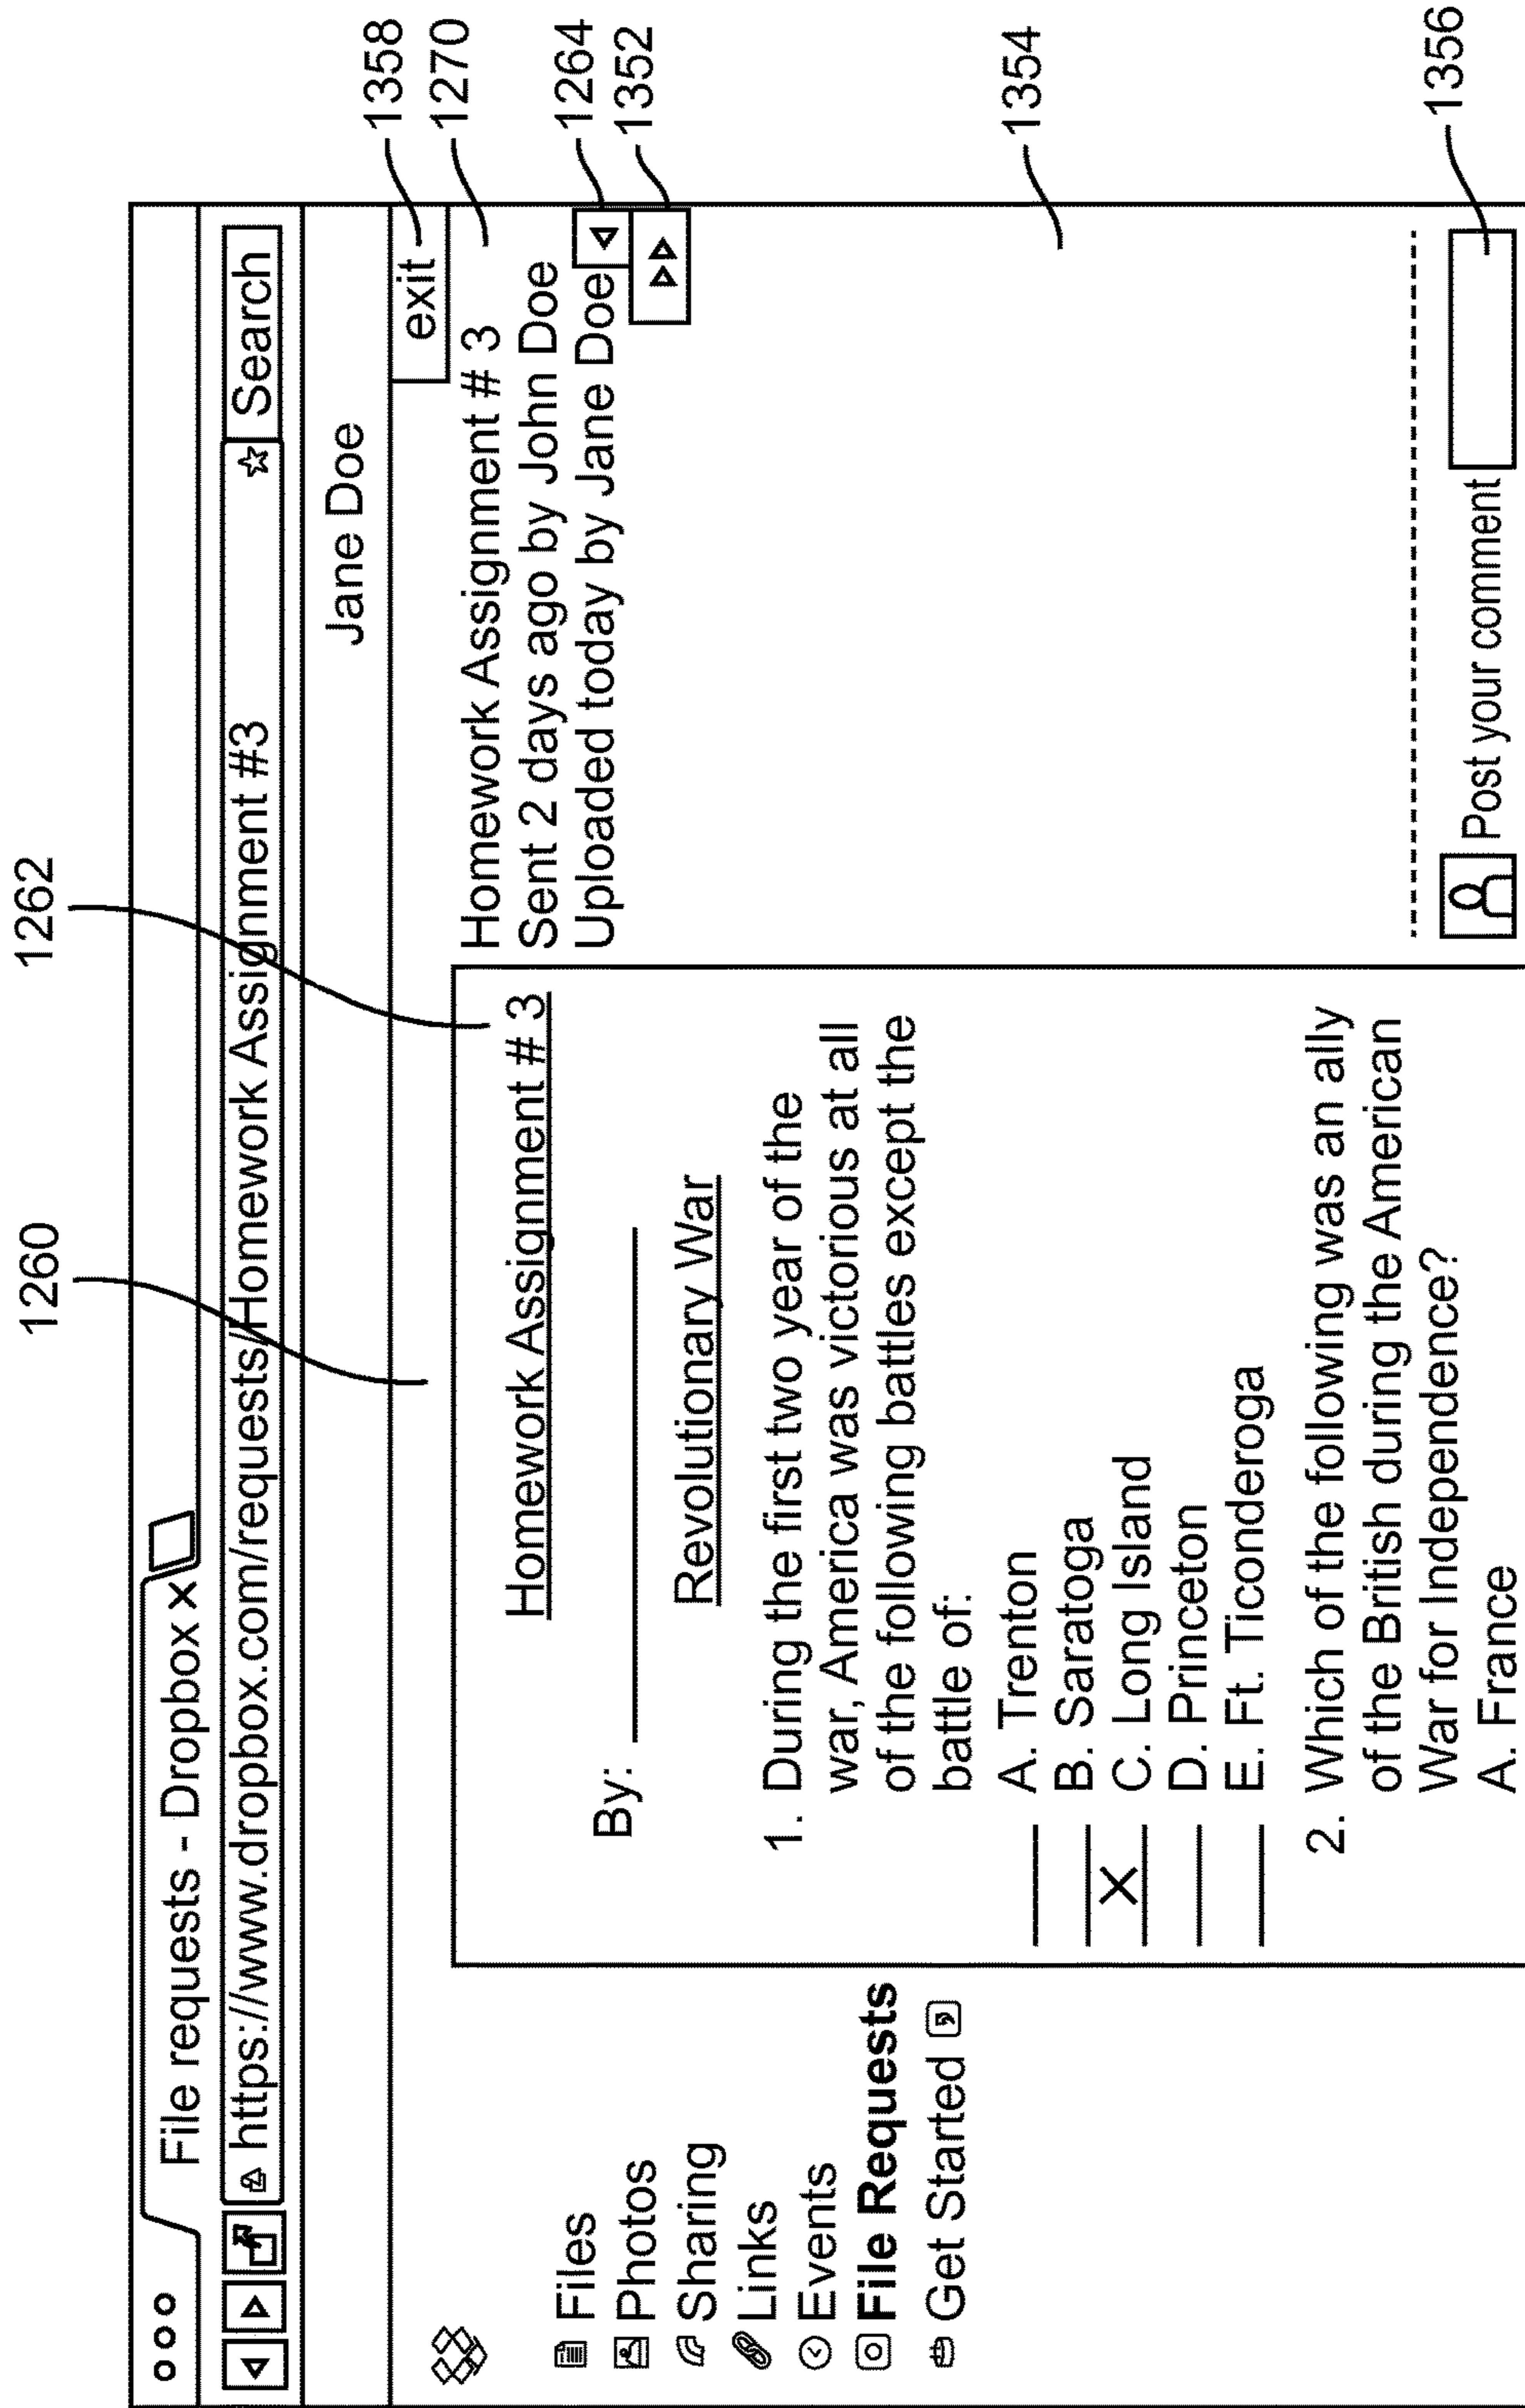 1260
1262
File requests - Dropbox X
https://www.dropbox.com/requests/Homework Assignment #3
Search
Jane Doe
exit
1358
1270
Homework Assignment # 3
Sent 2 days ago by John Doe
Uploaded today by Jane Doe
1264
1352
1354
Post your comment
1356
Files
Photos
Sharing
Links
Events
File Requests
Get Started
Homework Assignment # 3
By:
Revolutionary War
1. During the first two year of the
war, America was victorious at all
of the following battles except the
battle of:
A. Trenton
B. Saratoga
X C. Long Island
D. Princeton
E. Ft. Ticonderoga
2. Which of the following was an ally
of the British during the American
War for Independence?
A. France